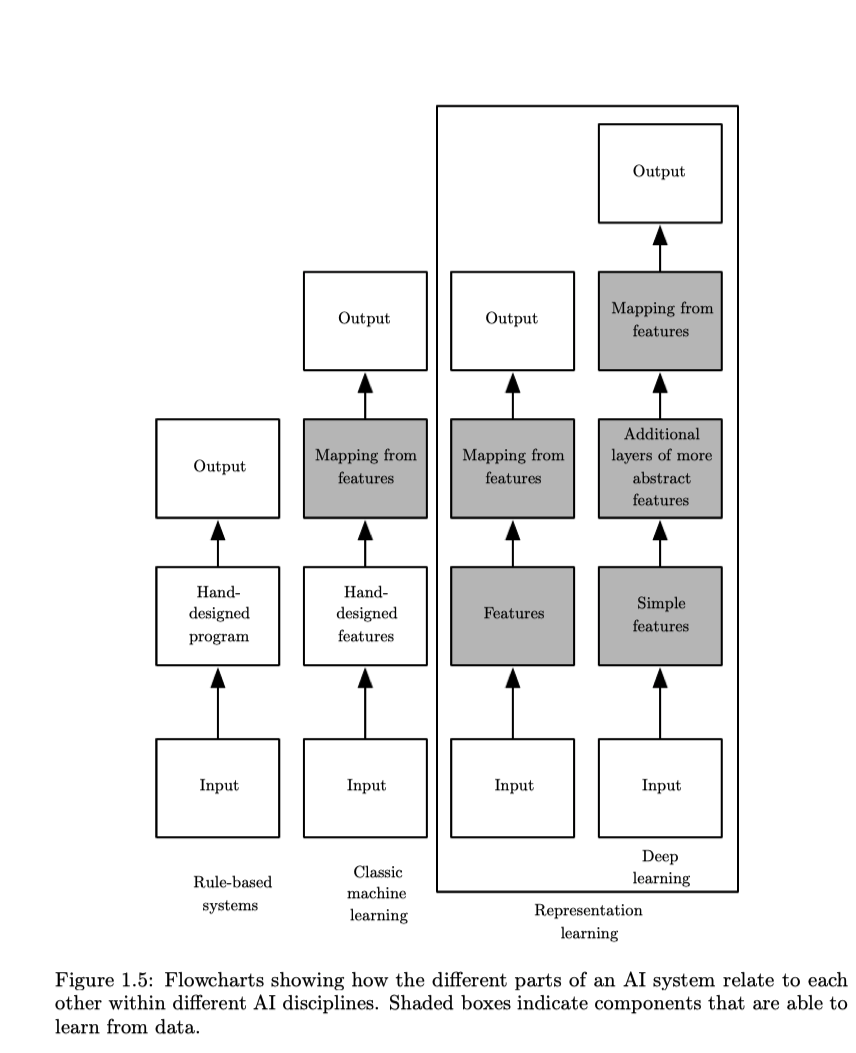 Output
Mapping from
features
Output
Output
Additional
layers of more
abstract
features
Mapping from
features
Mapping from
features
Output
Simple
features
Features
Hand-
designed
features
Hand-
designed
program
Input
Input
Input
Input
Deep
learning
Classic
machine
learning
Rule-based
systems
Representation
learning
Figure 1.5: Flowcharts showing how the different parts of an AI system relate to each
other within different AI disciplines. Shaded boxes indicate components that are able to
learn from data.